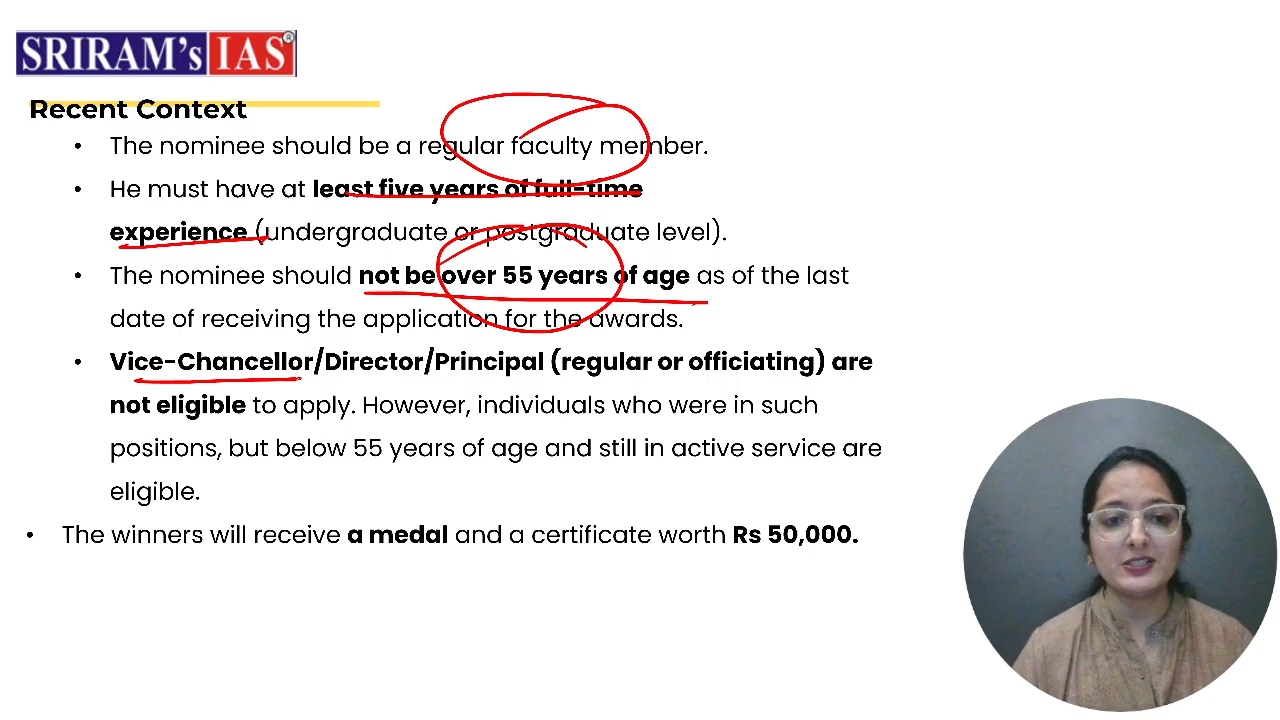 SRIRAM's IAS®
Recent Context
• The nominee should be a regular faculty member.
• He must have at least five years of full-time
experience (undergraduate or postgraduate level).
• The nominee should not be over 55 years of age as of the last
date of receiving the application for the awards.
• Vice-Chancellor/Director/Principal (regular or officiating) are
not eligible to apply. However, individuals who were in such
positions, but below 55 years of age and still in active service are
eligible.
• The winners will receive a medal and a certificate worth Rs 50,000.